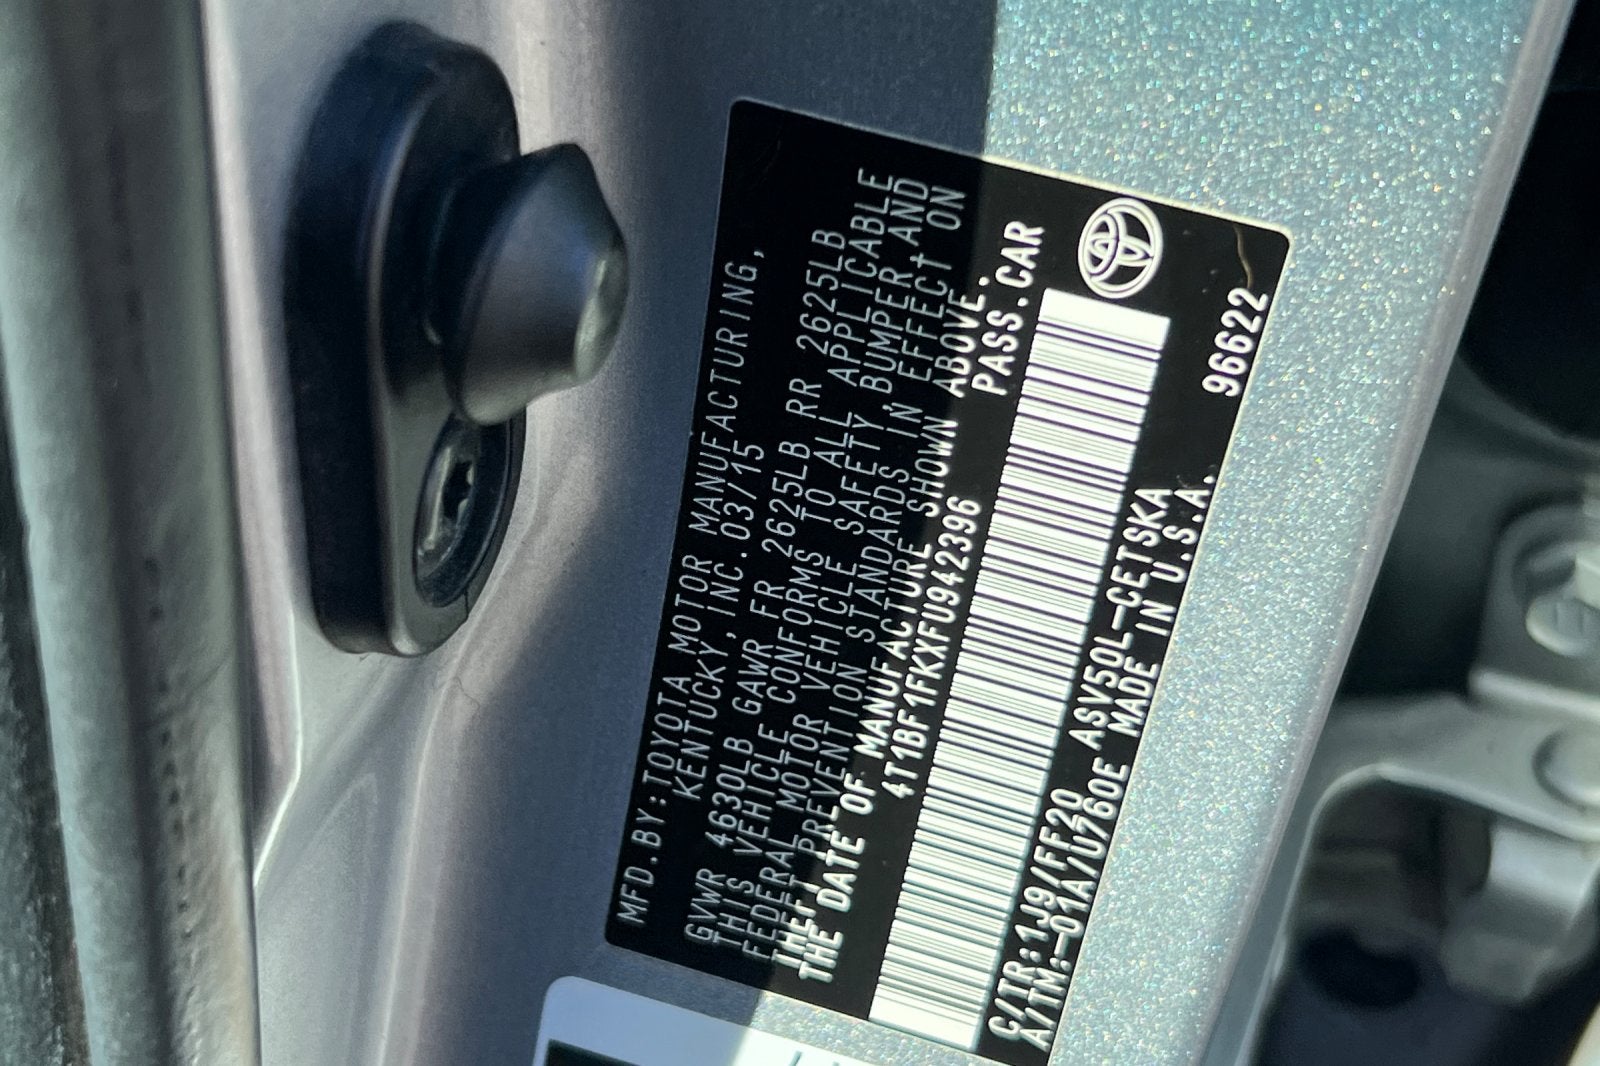 MFD.BY:TOYOTA MOTOR MANUFACTURING,
KENTUCKY,INC.03/15
GVWR 4630LB GAWR FR 2625LB RR 2625LB
THIS VEHICLE CONFORMS TO ALL APPLICABLE
FEDERAL MOTOR VEHICLE SAFETY,BUMPER AND
THEFT PREVENTION STANDARDS IN EFFECT ON
THE DATE OF MANUFACTURE SHOWN ABOVE.
4T1BF1FKXFU942396 PASS.CAR
C/TR:1J9/FF20 ASV50L-CETSKA
A/TM:-01A/U760E MADE IN U.S.A.
96622